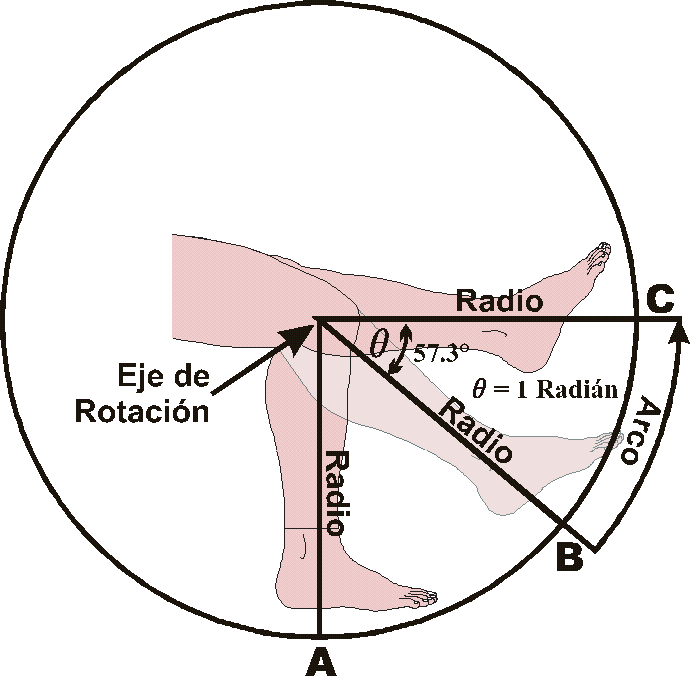 Radio
C
θ
57.3°
Eje de
Rotación
θ = 1 Radián
Radio
Arco
Radio
B
A